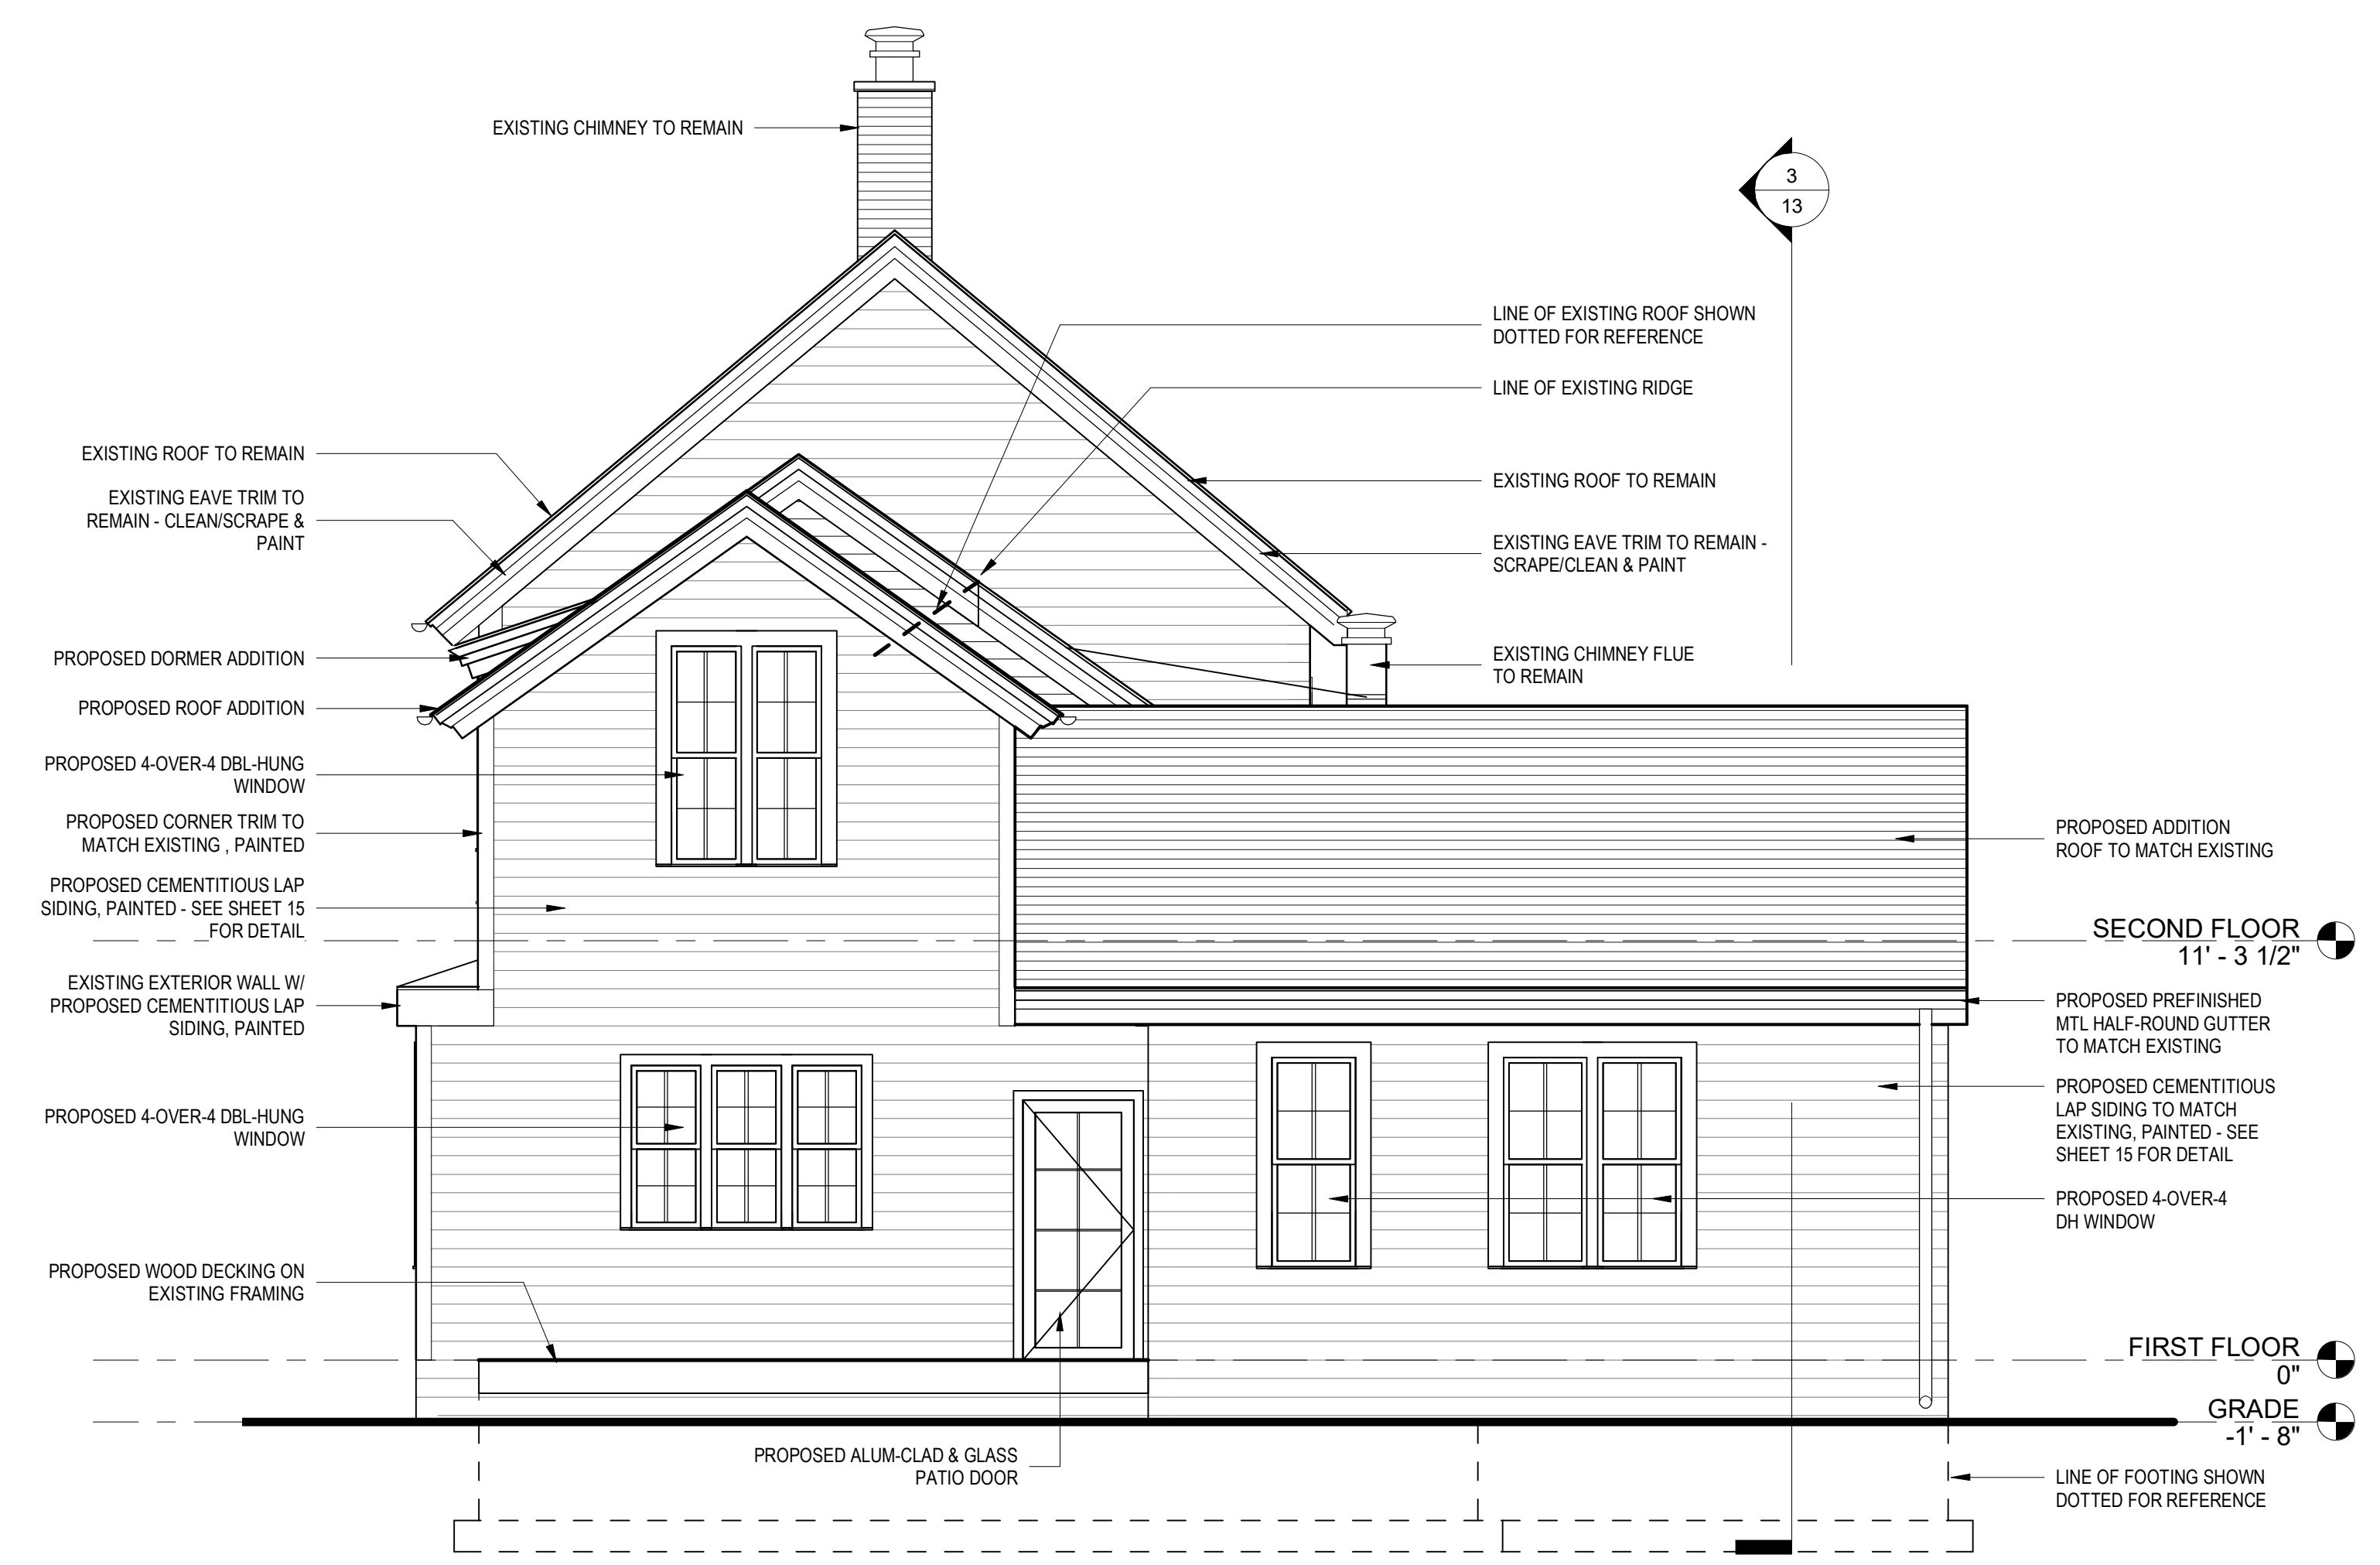 EXISTING CHIMNEY TO REMAIN
3
13
LINE OF EXISTING ROOF SHOWN
DOTTED FOR REFERENCE
LINE OF EXISTING RIDGE
EXISTING ROOF TO REMAIN
EXISTING EAVE TRIM TO REMAIN -
SCRAPE/CLEAN & PAINT
EXISTING CHIMNEY FLUE
TO REMAIN
EXISTING ROOF TO REMAIN
EXISTING EAVE TRIM TO
REMAIN - CLEAN/SCRAPE &
PAINT
PROPOSED DORMER ADDITION
PROPOSED ROOF ADDITION
PROPOSED 4-OVER-4 DBL-HUNG
WINDOW
PROPOSED CORNER TRIM TO
MATCH EXISTING , PAINTED
PROPOSED CEMENTITIOUS LAP
SIDING, PAINTED - SEE SHEET 15
FOR DETAIL
EXISTING EXTERIOR WALL W/
PROPOSED CEMENTITIOUS LAP
SIDING, PAINTED
PROPOSED 4-OVER-4 DBL-HUNG
WINDOW
PROPOSED WOOD DECKING ON
EXISTING FRAMING
PROPOSED ALUM-CLAD & GLASS
PATIO DOOR
PROPOSED ADDITION
ROOF TO MATCH EXISTING
SECOND FLOOR
11' - 3 1/2"
PROPOSED PREFINISHED
MTL HALF-ROUND GUTTER
TO MATCH EXISTING
PROPOSED CEMENTITIOUS
LAP SIDING TO MATCH
EXISTING, PAINTED - SEE
SHEET 15 FOR DETAIL
PROPOSED 4-OVER-4
DH WINDOW
FIRST FLOOR
0"
GRADE
-1' - 8"
LINE OF FOOTING SHOWN
DOTTED FOR REFERENCE